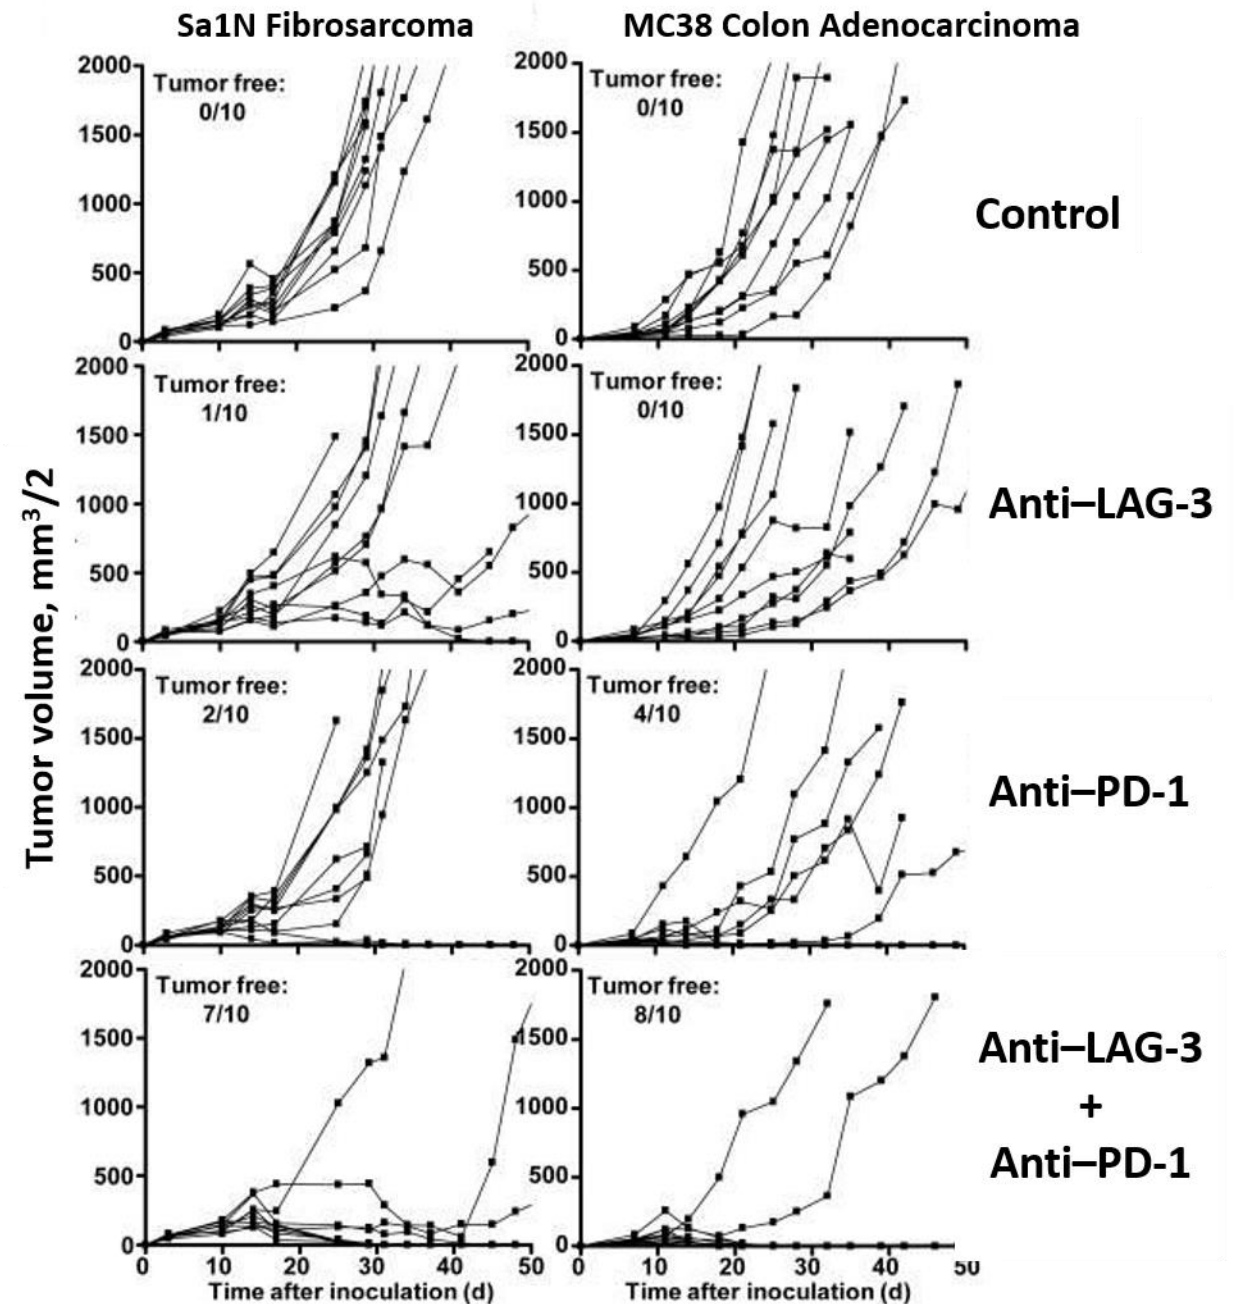 Sa1N Fibrosarcoma
MC38 Colon Adenocarcinoma
Tumor volume, mm³/2
2000
1500
1000
500
0
Tumor free:
0/10
2000
1500
1000
500
0
Tumor free:
0/10
Control
2000
1500
1000
500
0
Tumor free:
1/10
2000
1500
1000
500
0
Tumor free:
0/10
Anti–LAG-3
2000
1500
1000
500
0
Tumor free:
2/10
2000
1500
1000
500
0
Tumor free:
4/10
Anti–PD-1
2000
1500
1000
500
0
Tumor free:
7/10
2000
1500
1000
500
0
Tumor free:
8/10
Anti–LAG-3
+
Anti–PD-1
0 10 20 30 40 0 10 20 30 40 50
Time after inoculation (d)
Time after inoculation (d)